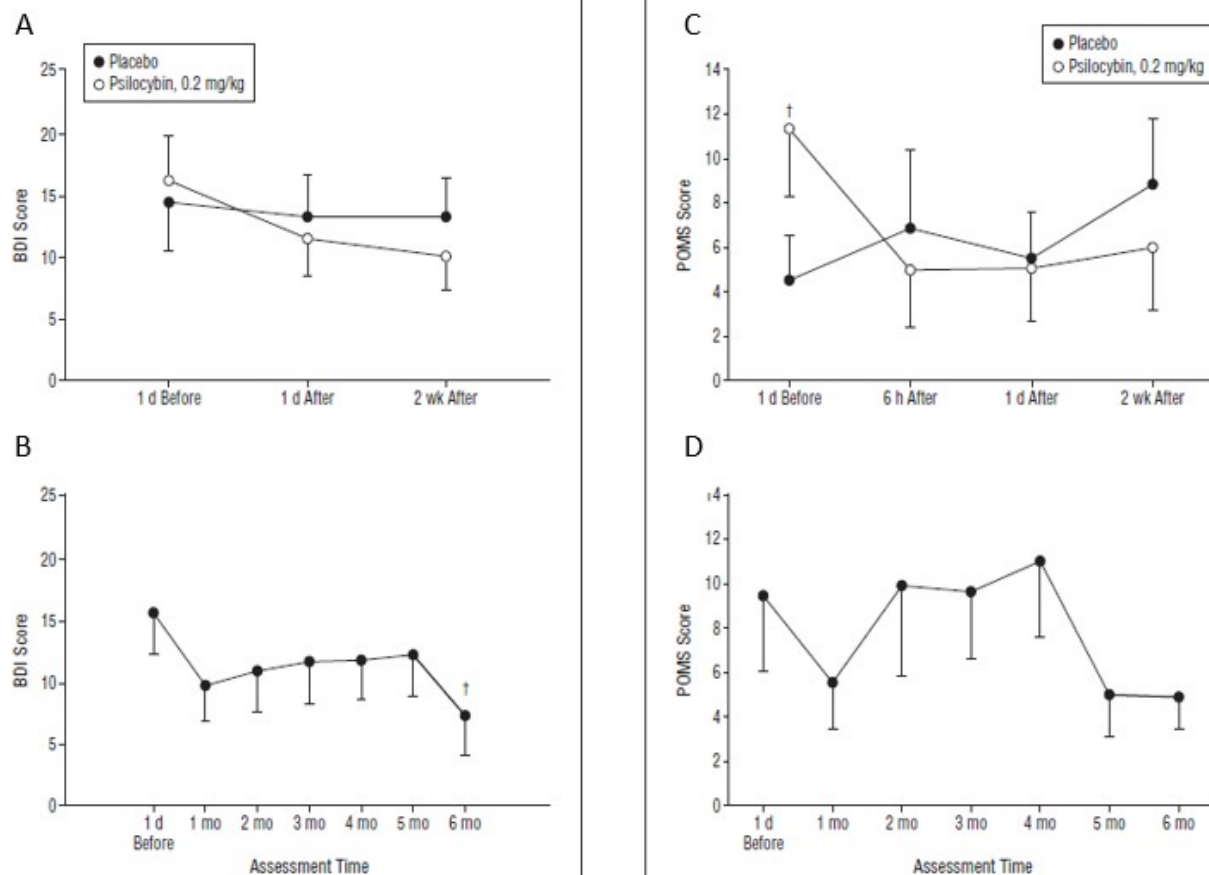 A
● Placebo
○ Psilocybin, 0.2 mg/kg
25
20
15
10
5
0
BDI Score
1 d Before
1 d After
2 wk After
B
25
20
15
10
5
0
BDI Score
†
1 d Before
1 mo
2 mo
3 mo
4 mo
5 mo
6 mo
Assessment Time
C
● Placebo
○ Psilocybin, 0.2 mg/kg
14
12
10
8
6
4
2
0
POMS Score
†
1 d Before
6 h After
1 d After
2 wk After
D
14
12
10
8
6
4
2
0
POMS Score
1 d Before
1 mo
2 mo
3 mo
4 mo
5 mo
6 mo
Assessment Time